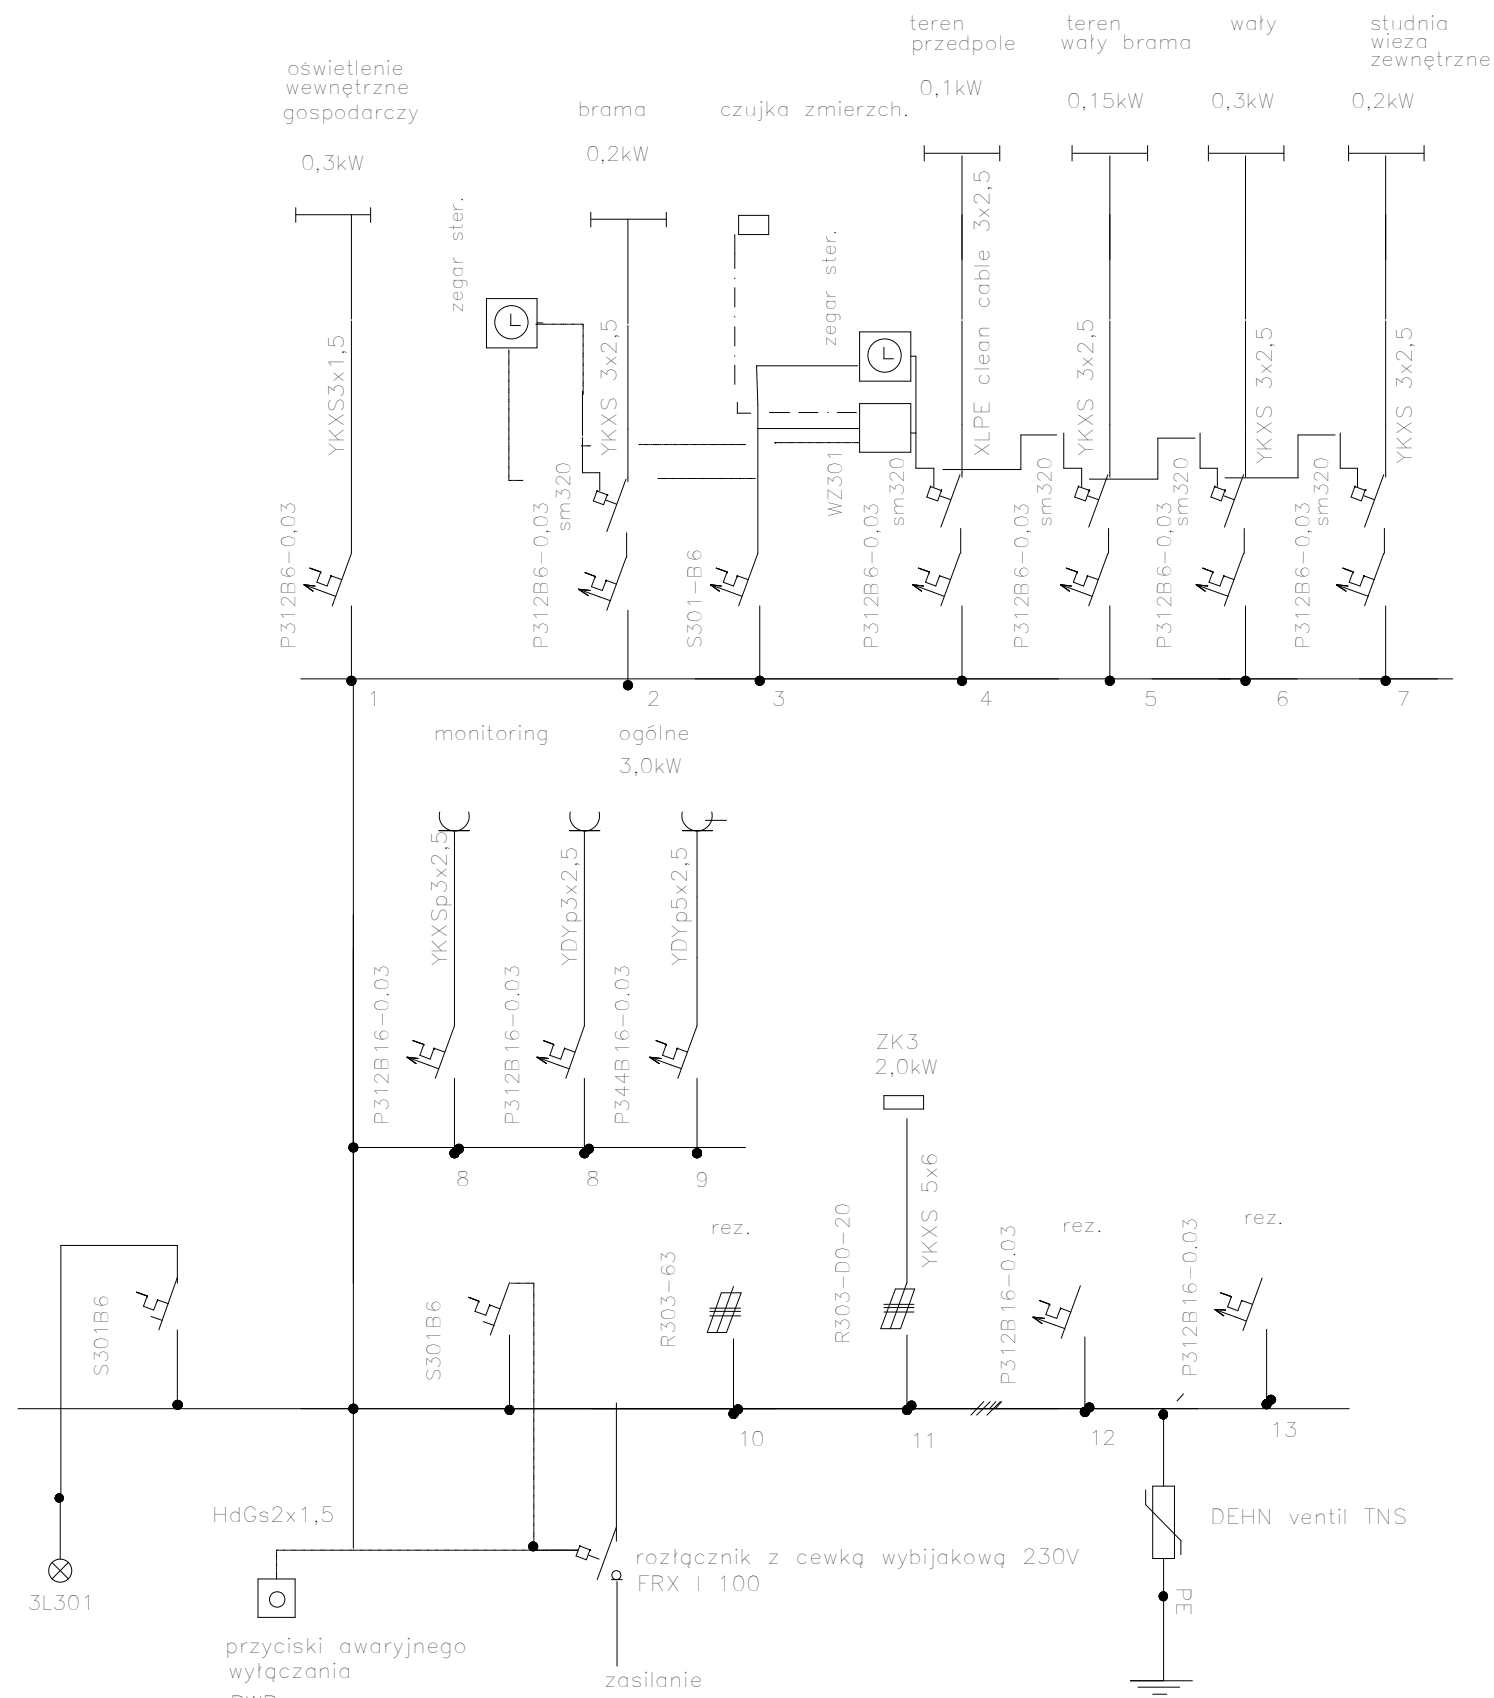 oświetlenie
wewnętrzne
gospodarczy
0,3kW
brama
0,2kW
czujka zmierzch.
teren
przedpole
0,1kW
teren
wały brama
0,15kW
wały
0,3kW
studnia
wieza
zewnętrzne
0,2kW
zegar ster.
zegar ster.
YKXS3x1,5
YKXS 3x2,5
XLPE clean cable 3x2,5
YKXS 3x2,5
YKXS 3x2,5
YKXS 3x2,5
P312B6-0,03
P312B6-0,03
sm320
S301-B6
WZ301
P312B6-0,03
sm320
P312B6-0,03
sm320
P312B6-0,03
sm320
P312B6-0,03
sm320
1
2
3
4
5
6
7
monitoring
ogólne
3,0kW
YKXSp3x2,5
YDYp3x2,5
YDYp5x2,5
P312B16-0.03
P312B16-0.03
P344B16-0.03
8
8
9
ZK3
2,0kW
YKXS 5x6
rez.
rez.
rez.
S301B6
S301B6
R303-63
R303-D0-20
P312B16-0.03
P312B16-0.03
10
11
12
13
HdGs2x1,5
DEHN ventil TNS
rozłącznik z cewką wybijakową 230V
FRX I 100
3L301
PE
przyciski awaryjnego
wyłączania
zasilanie